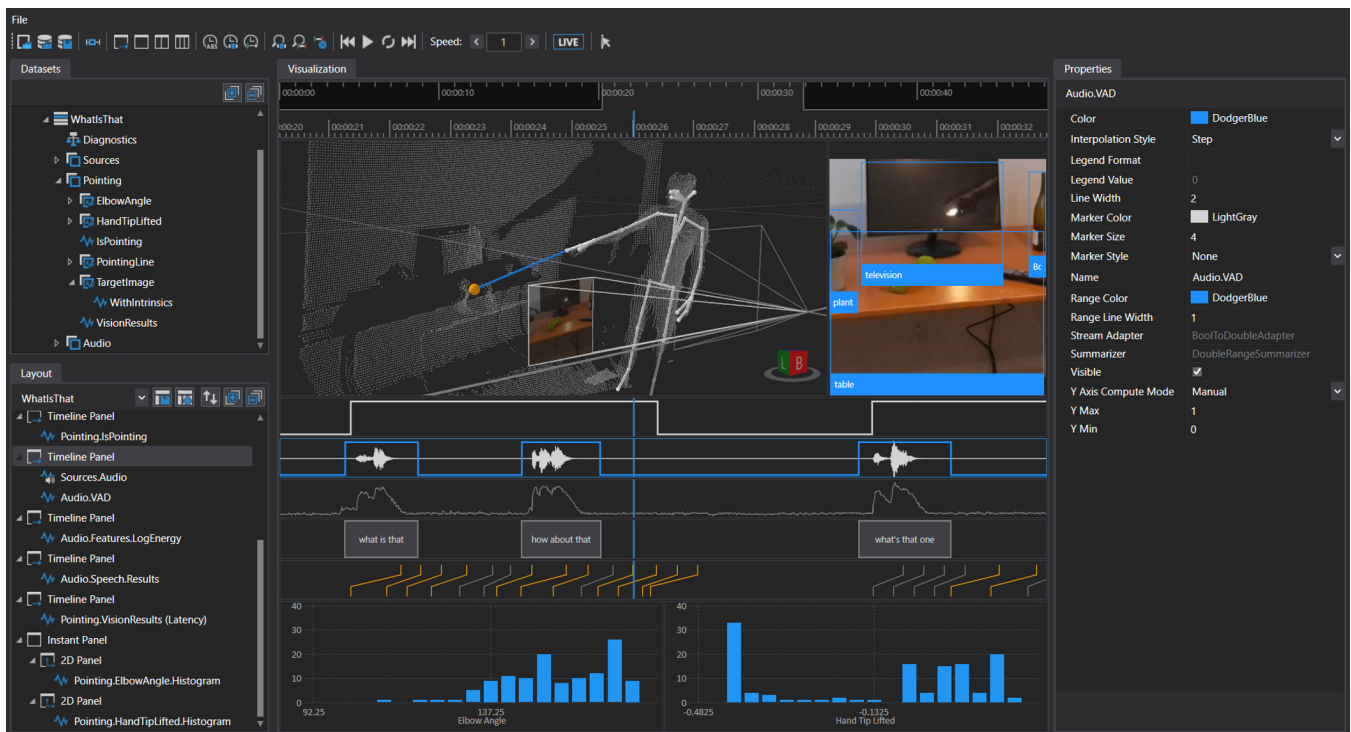 File
ABS
Speed: < 1 > LIVE
Datasets
WhatIsThat
Diagnostics
Sources
Pointing
ElbowAngle
HandTipLifted
IsPointing
PointingLine
TargetImage
WithIntrinsics
VisionResults
Audio
Layout
WhatIsThat
Timeline Panel
Pointing.IsPointing
Timeline Panel
Sources.Audio
Audio.VAD
Timeline Panel
Audio.Features.LogEnergy
Timeline Panel
Audio.Speech.Results
Timeline Panel
Pointing.VisionResults (Latency)
Instant Panel
2D Panel
Pointing.ElbowAngle.Histogram
2D Panel
Pointing.HandTipLifted.Histogram
Visualization
00:00:00 00:00:10 00:00:20 00:00:30 00:00:40
00:20 00:00:21 00:00:22 00:00:23 00:00:24 00:00:25 00:00:26 00:00:27 00:00:28 00:00:29 00:00:30 00:00:31 00:00:32
L B
television
Bc
plant
table
what is that how about that what's that one
40
30
20
10
0
92.25 137.25
Elbow Angle
40
30
20
10
0
-0.4825 -0.1325
Hand Tip Lifted
Properties
Audio.VAD
Color DodgerBlue
Interpolation Style Step
Legend Format
Legend Value 0
Line Width 2
Marker Color LightGray
Marker Size 4
Marker Style None
Name Audio.VAD
Range Color DodgerBlue
Range Line Width 1
Stream Adapter BoolToDoubleAdapter
Summarizer DoubleRangeSummarizer
Visible
Y Axis Compute Mode Manual
Y Max 1
Y Min 0